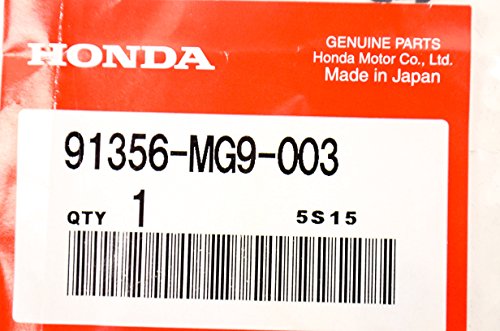 HONDA
GENUINE PARTS
Honda Motor Co., Ltd.
Made in Japan
91356-MG9-003
QTY 1 5S15